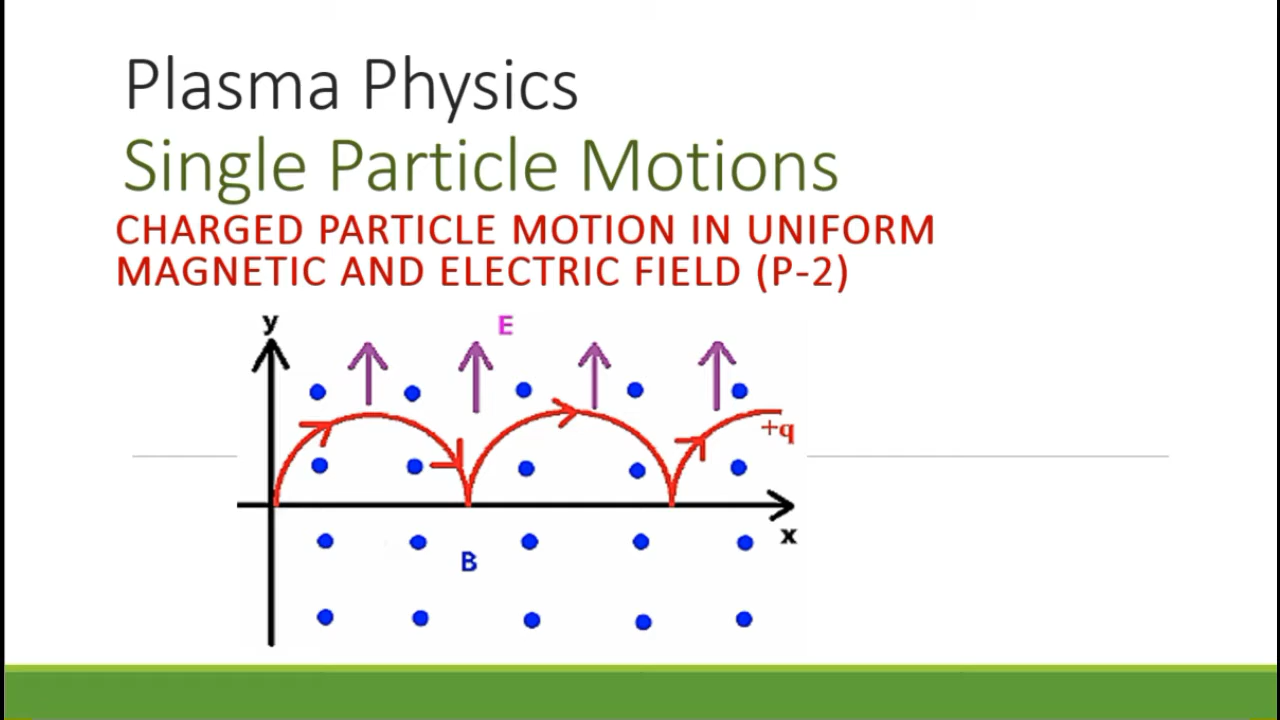 Plasma Physics
Single Particle Motions
CHARGED PARTICLE MOTION IN UNIFORM
MAGNETIC AND ELECTRIC FIELD (P-2)
y
E
+q
x
B